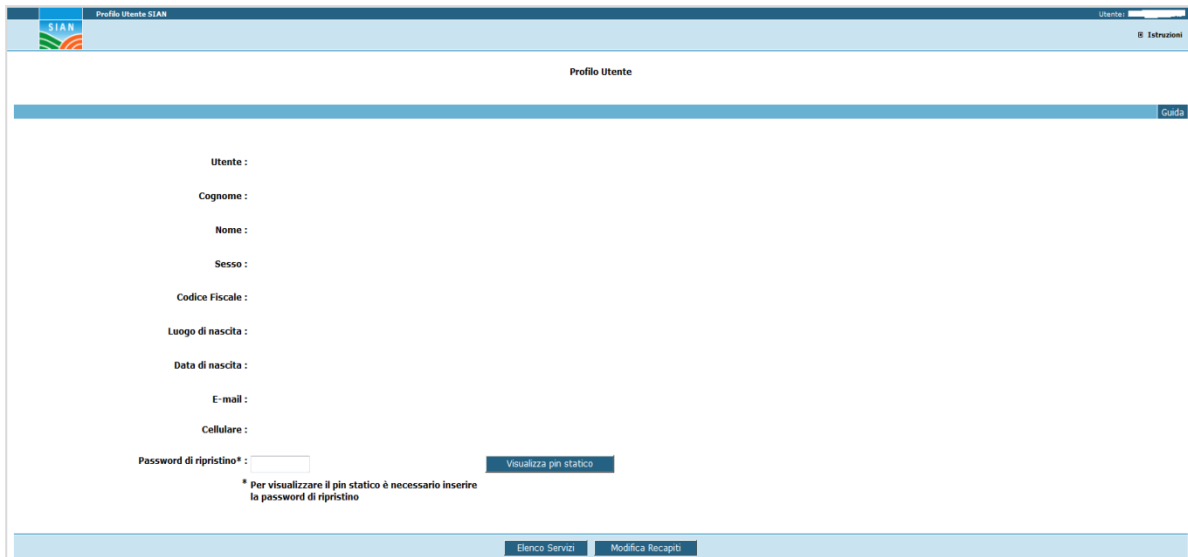 Profilo Utente SIAN
Utente:
SIAN
Istruzioni
Profilo Utente
Guida
Utente :
Cognome :
Nome :
Sesso :
Codice Fiscale :
Luogo di nascita :
Data di nascita :
E-mail :
Cellulare :
Password di ripristino* :
Visualizza pin statico
* Per visualizzare il pin statico è necessario inserire
la password di ripristino
Elenco Servizi
Modifica Recapiti